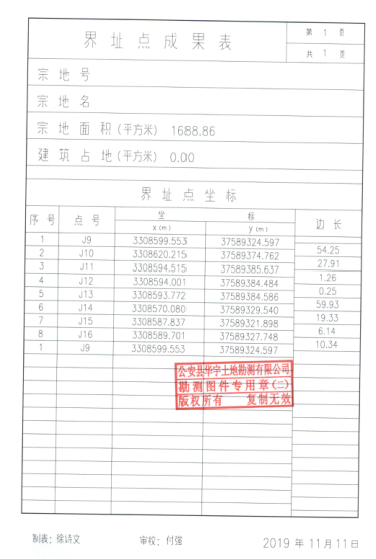 界址点成果表
第 1 页
共 1 页
宗地号
宗地名
宗地面积(平方米) 1688.86
建筑占地(平方米) 0.00
界址点坐标
序号 点号 坐标 边长
x(m) y(m)
1 J9 3308599.553 37589324.597
54.25
2 J10 3308620.215 37589374.762
27.91
3 J11 3308594.515 37589385.637
1.26
4 J12 3308594.001 37589384.484
0.25
5 J13 3308593.772 37589384.586
59.93
6 J14 3308570.080 37589329.540
19.33
7 J15 3308587.837 37589321.898
6.14
8 J16 3308589.701 37589327.748
10.34
1 J9 3308599.553 37589324.597
公安县华宇土地勘测有限公司
勘测图件专用章(二)
版权所有 复制无效
制表：徐诗文 审校：付强 2019年11月11日